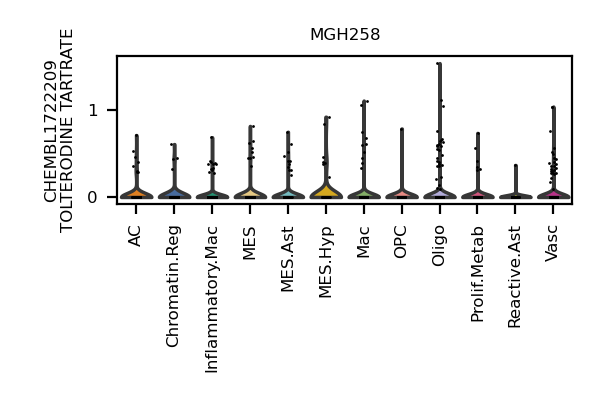 MGH258
CHEMBL1722209
TOLTERODINE TARTRATE
1
0
AC
Chromatin.Reg
Inflammatory.Mac
MES
MES.Ast
MES.Hyp
Mac
OPC
Oligo
Prolif.Metab
Reactive.Ast
Vasc